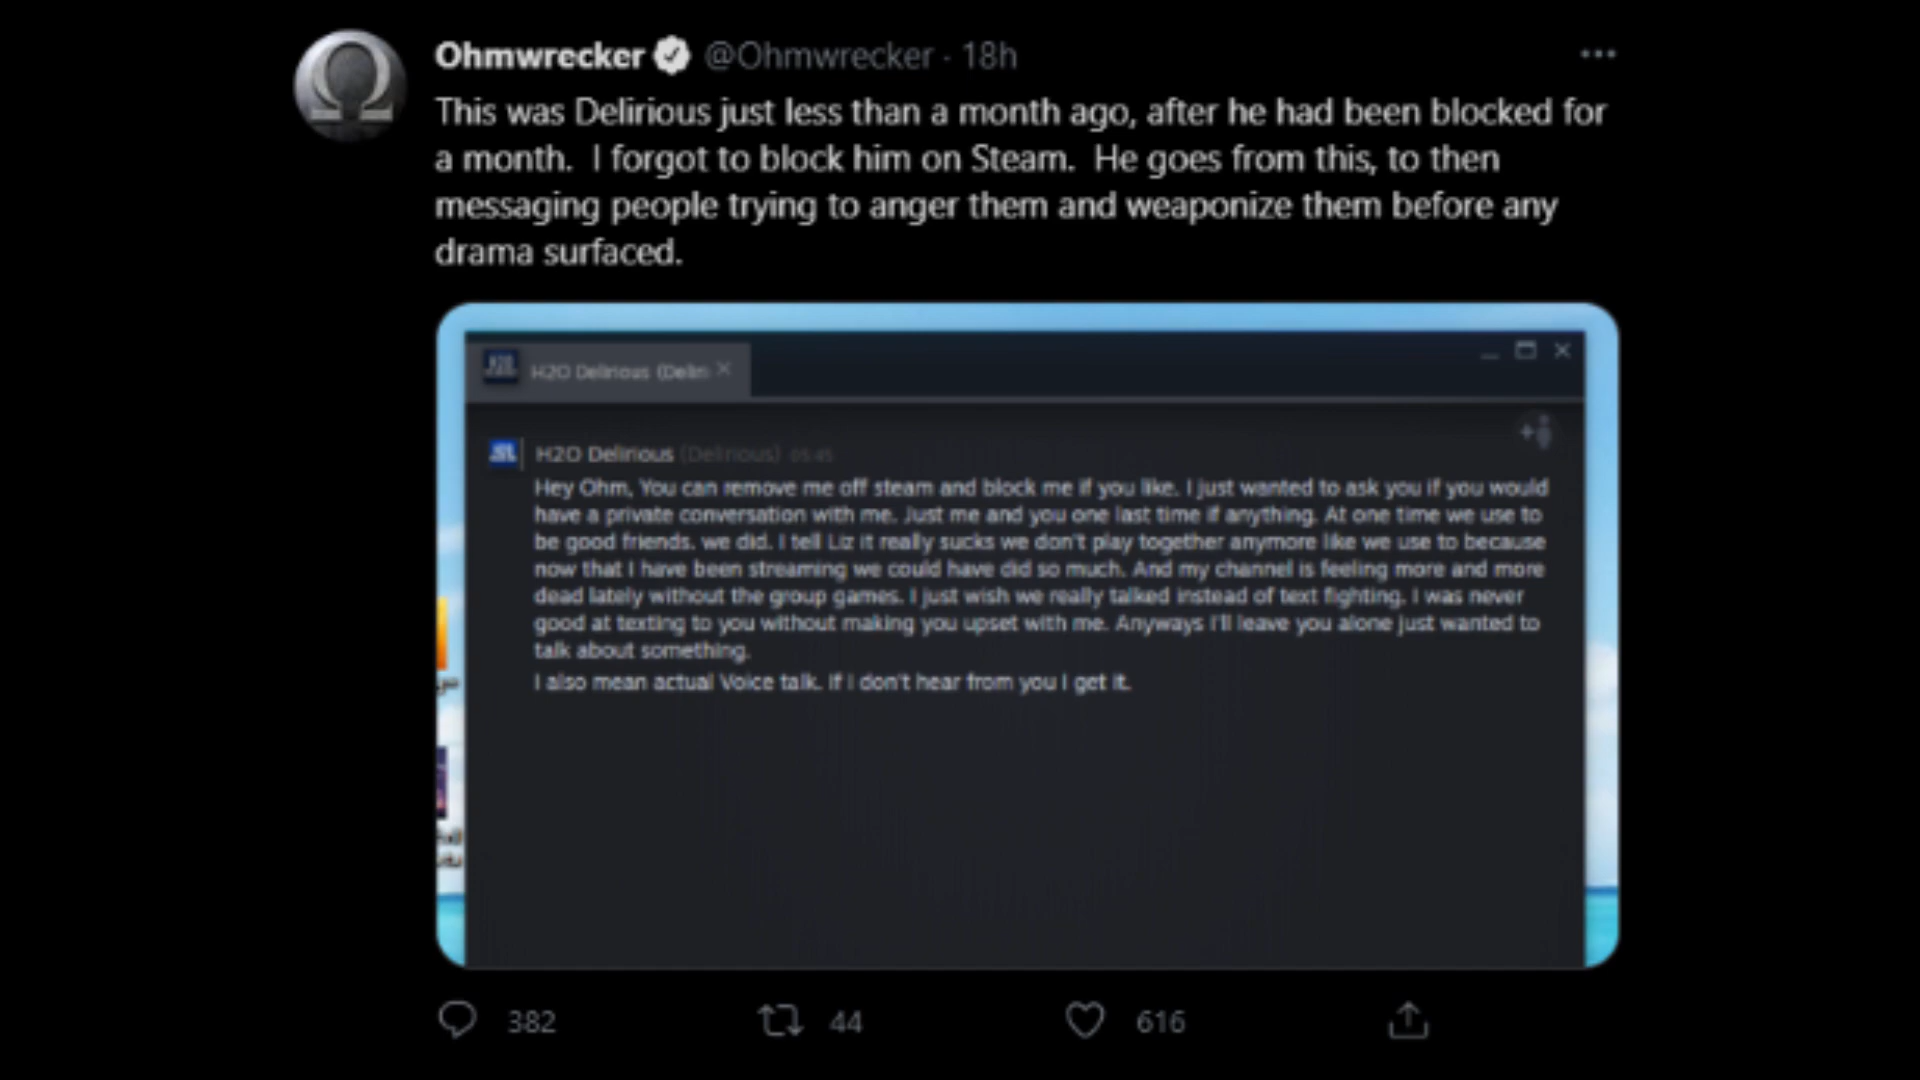 Ohmwrecker @Ohmwrecker · 18h
This was Delirious just less than a month ago, after he had been blocked for
a month.  I forgot to block him on Steam.  He goes from this, to then
messaging people trying to anger them and weaponize them before any
drama surfaced.
H2O Delirious (Deliri
H2O Delirious (Delirious)
Hey Ohm, You can remove me off steam and block me if you like. I just wanted to ask you if you would
have a private conversation with me. Just me and you one last time if anything. At one time we use to
be good friends. we did. I tell Liz it really sucks we don't play together anymore like we use to because
now that I have been streaming we could have did so much. And my channel is feeling more and more
dead lately without the group games. I just wish we really talked instead of text fighting. I was never
good at texting to you without making you upset with me. Anyways I'll leave you alone just wanted to
talk about something.
I also mean actual Voice talk. If I don't hear from you I get it.
382 44 616